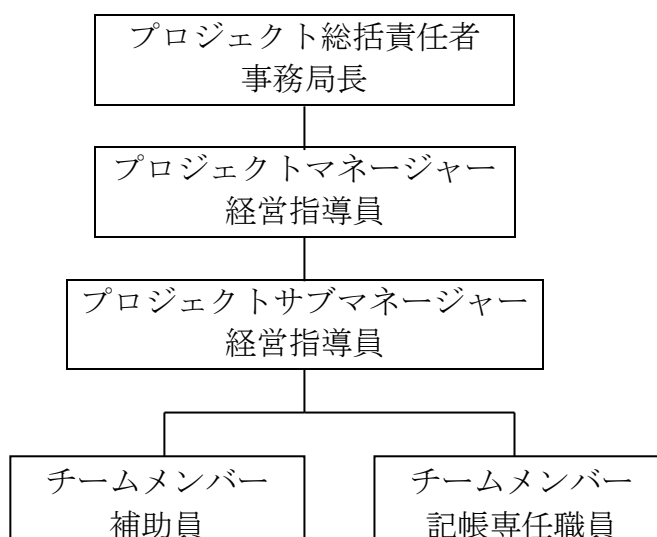 プロジェクト総括責任者
事務局長
プロジェクトマネージャー
経営指導員
プロジェクトサブマネージャー
経営指導員
チームメンバー
補助員
チームメンバー
記帳専任職員